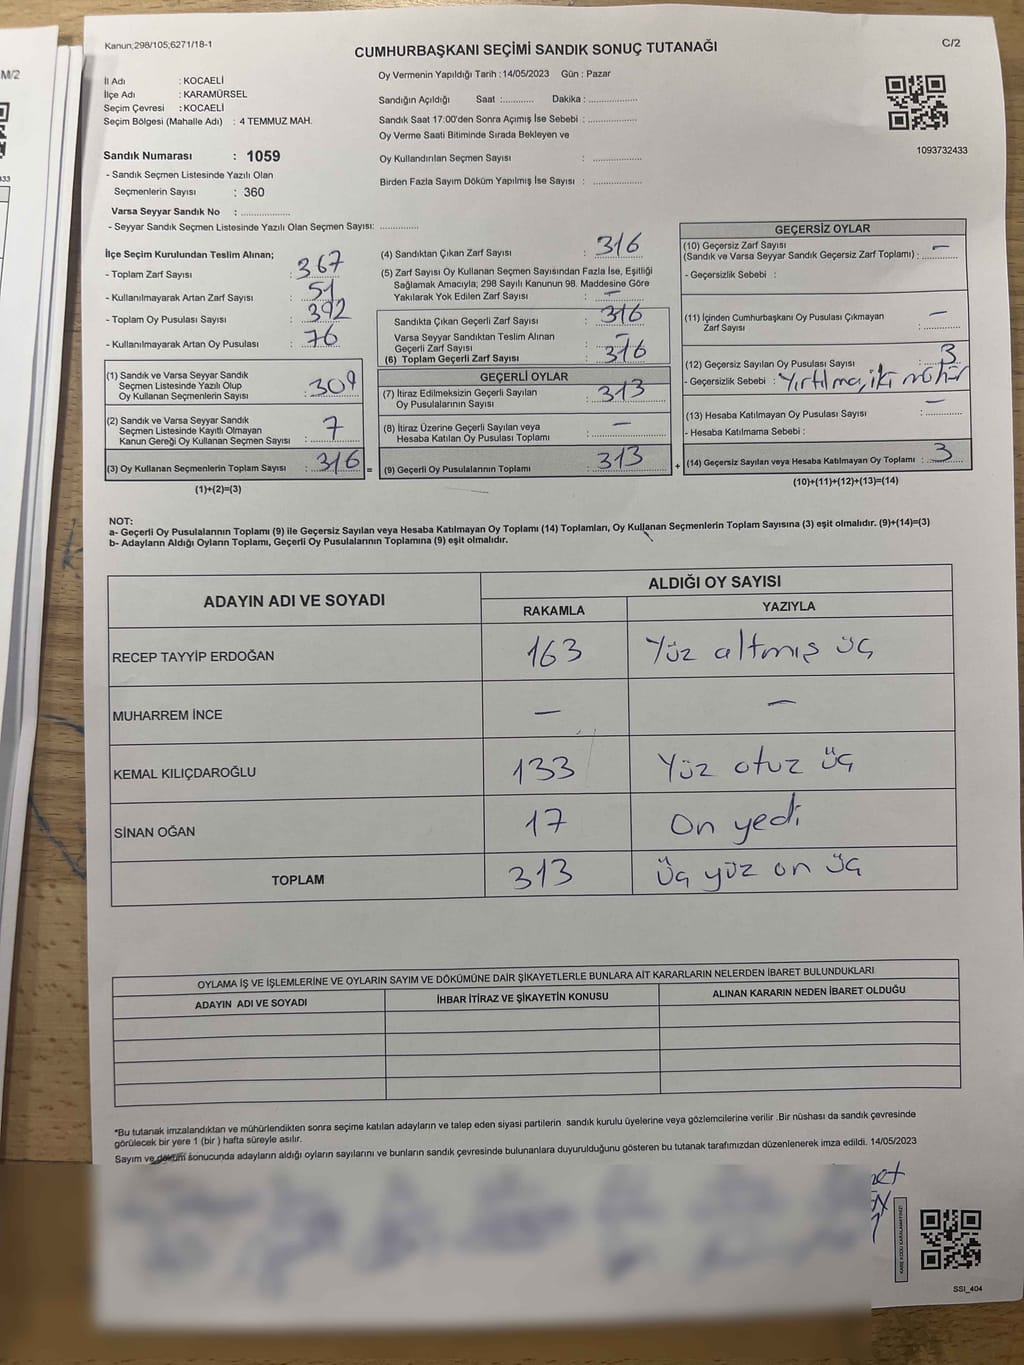 M/2
Kanun;298/105;6271/18-1
C/2
CUMHURBAŞKANI SEÇİMİ SANDIK SONUÇ TUTANAĞI
İl Adı : KOCAELİ
İlçe Adı : KARAMÜRSEL
Seçim Çevresi : KOCAELİ
Seçim Bölgesi (Mahalle Adı) : 4 TEMMUZ MAH.
Oy Vermenin Yapıldığı Tarih :14/05/2023 Gün : Pazar
Sandığın Açıldığı Saat :............ Dakika : ..................
Sandık Saat 17:00'den Sonra Açımış İse Sebebi : ..................
Oy Verme Saati Bitiminde Sırada Bekleyen ve
Oy Kullandırılan Seçmen Sayısı : ..................
Birden Fazla Sayım Döküm Yapılmış İse Sayısı : ..................
1093732433
Sandık Numarası : 1059
- Sandık Seçmen Listesinde Yazılı Olan
Seçmenlerin Sayısı : 360
Varsa Seyyar Sandık No : ..................
- Seyyar Sandık Seçmen Listesinde Yazılı Olan Seçmen Sayısı: ..............
İlçe Seçim Kurulundan Teslim Alınan;
- Toplam Zarf Sayısı : 367
- Kullanılmayarak Artan Zarf Sayısı : 51
- Toplam Oy Pusulası Sayısı : 392
- Kullanılmayarak Artan Oy Pusulası : 76
(1) Sandık ve Varsa Seyyar Sandık
Seçmen Listesinde Yazılı Olup
Oy Kullanan Seçmenlerin Sayısı : 309
(2) Sandık ve Varsa Seyyar Sandık
Seçmen Listesinde Kayıtlı Olmayan
Kanun Gereği Oy Kullanan Seçmen Sayısı : 7
(3) Oy Kullanan Seçmenlerin Toplam Sayısı : 316 =
(1)+(2)=(3)
(4) Sandıktan Çıkan Zarf Sayısı : 316
(5) Zarf Sayısı Oy Kullanan Seçmen Sayısından Fazla İse, Eşitliği
Sağlamak Amacıyla; 298 Sayılı Kanunun 98. Maddesine Göre
Yakılarak Yok Edilen Zarf Sayısı : —
Sandıkta Çıkan Geçerli Zarf Sayısı : 316
Varsa Seyyar Sandıktan Teslim Alınan
Geçerli Zarf Sayısı : —
(6) Toplam Geçerli Zarf Sayısı : 316
GEÇERLİ OYLAR
(7) İtiraz Edilmeksizin Geçerli Sayılan
Oy Pusulalarının Sayısı : 313
(8) İtiraz Üzerine Geçerli Sayılan veya
Hesaba Katılan Oy Pusulası Toplamı : —
(9) Geçerli Oy Pusulalarının Toplamı : 313 +
GEÇERSİZ OYLAR
(10) Geçersiz Zarf Sayısı
(Sandık ve Varsa Seyyar Sandık Geçersiz Zarf Toplamı) : —
- Geçersizlik Sebebi :
(11) İçinden Cumhurbaşkanı Oy Pusulası Çıkmayan
Zarf Sayısı : —
(12) Geçersiz Sayılan Oy Pusulası Sayısı : 3
- Geçersizlik Sebebi : Yırtılma, iki mühür
(13) Hesaba Katılmayan Oy Pusulası Sayısı : —
- Hesaba Katılmama Sebebi :
(14) Geçersiz Sayılan veya Hesaba Katılmayan Oy Toplamı : 3
(10)+(11)+(12)+(13)=(14)
NOT:
a- Geçerli Oy Pusulalarının Toplamı (9) ile Geçersiz Sayılan veya Hesaba Katılmayan Oy Toplamı (14) Toplamları, Oy Kullanan Seçmenlerin Toplam Sayısına (3) eşit olmalıdır. (9)+(14)=(3)
b- Adayların Aldığı Oyların Toplamı, Geçerli Oy Pusulalarının Toplamına (9) eşit olmalıdır.
ADAYIN ADI VE SOYADI ALDIĞI OY SAYISI
RAKAMLA YAZIYLA
RECEP TAYYİP ERDOĞAN 163 Yüz altmış üç
MUHARREM İNCE — —
KEMAL KILIÇDAROĞLU 133 Yüz otuz üç
SİNAN OĞAN 17 On yedi
TOPLAM 313 Üç yüz on üç
OYLAMA İŞ VE İŞLEMLERİNE VE OYLARIN SAYIM VE DÖKÜMÜNE DAİR ŞİKAYETLERLE BUNLARA AİT KARARLARIN NELERDEN İBARET BULUNDUKLARI
ADAYIN ADI VE SOYADI İHBAR İTİRAZ VE ŞİKAYETİN KONUSU ALINAN KARARIN NEDEN İBARET OLDUĞU
*Bu tutanak imzalandıktan ve mühürlendikten sonra seçime katılan adayların ve talep eden siyasi partilerin sandık kurulu üyelerine veya gözlemcilerine verilir .Bir nüshası da sandık çevresinde
görülecek bir yere 1 (bir ) hafta süreyle asılır.
Sayım ve döküm sonucunda adayların aldığı oyların sayılarını ve bunların sandık çevresinde bulunanlara duyurulduğunu gösteren bu tutanak tarafımızdan düzenlenerek imza edildi. 14/05/2023
KARE KODU KARALAMAYINIZ!
SSI_404